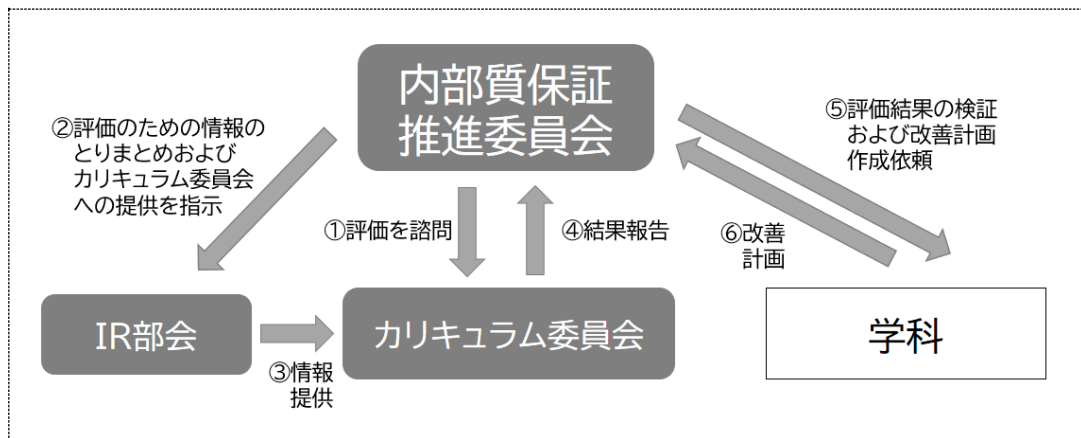 内部質保証
推進委員会
②評価のための情報の
とりまとめおよび
カリキュラム委員会
への提供を指示
①評価を諮問
④結果報告
⑤評価結果の検証
および改善計画
作成依頼
⑥改善
計画
IR部会
③情報
提供
カリキュラム委員会
学科